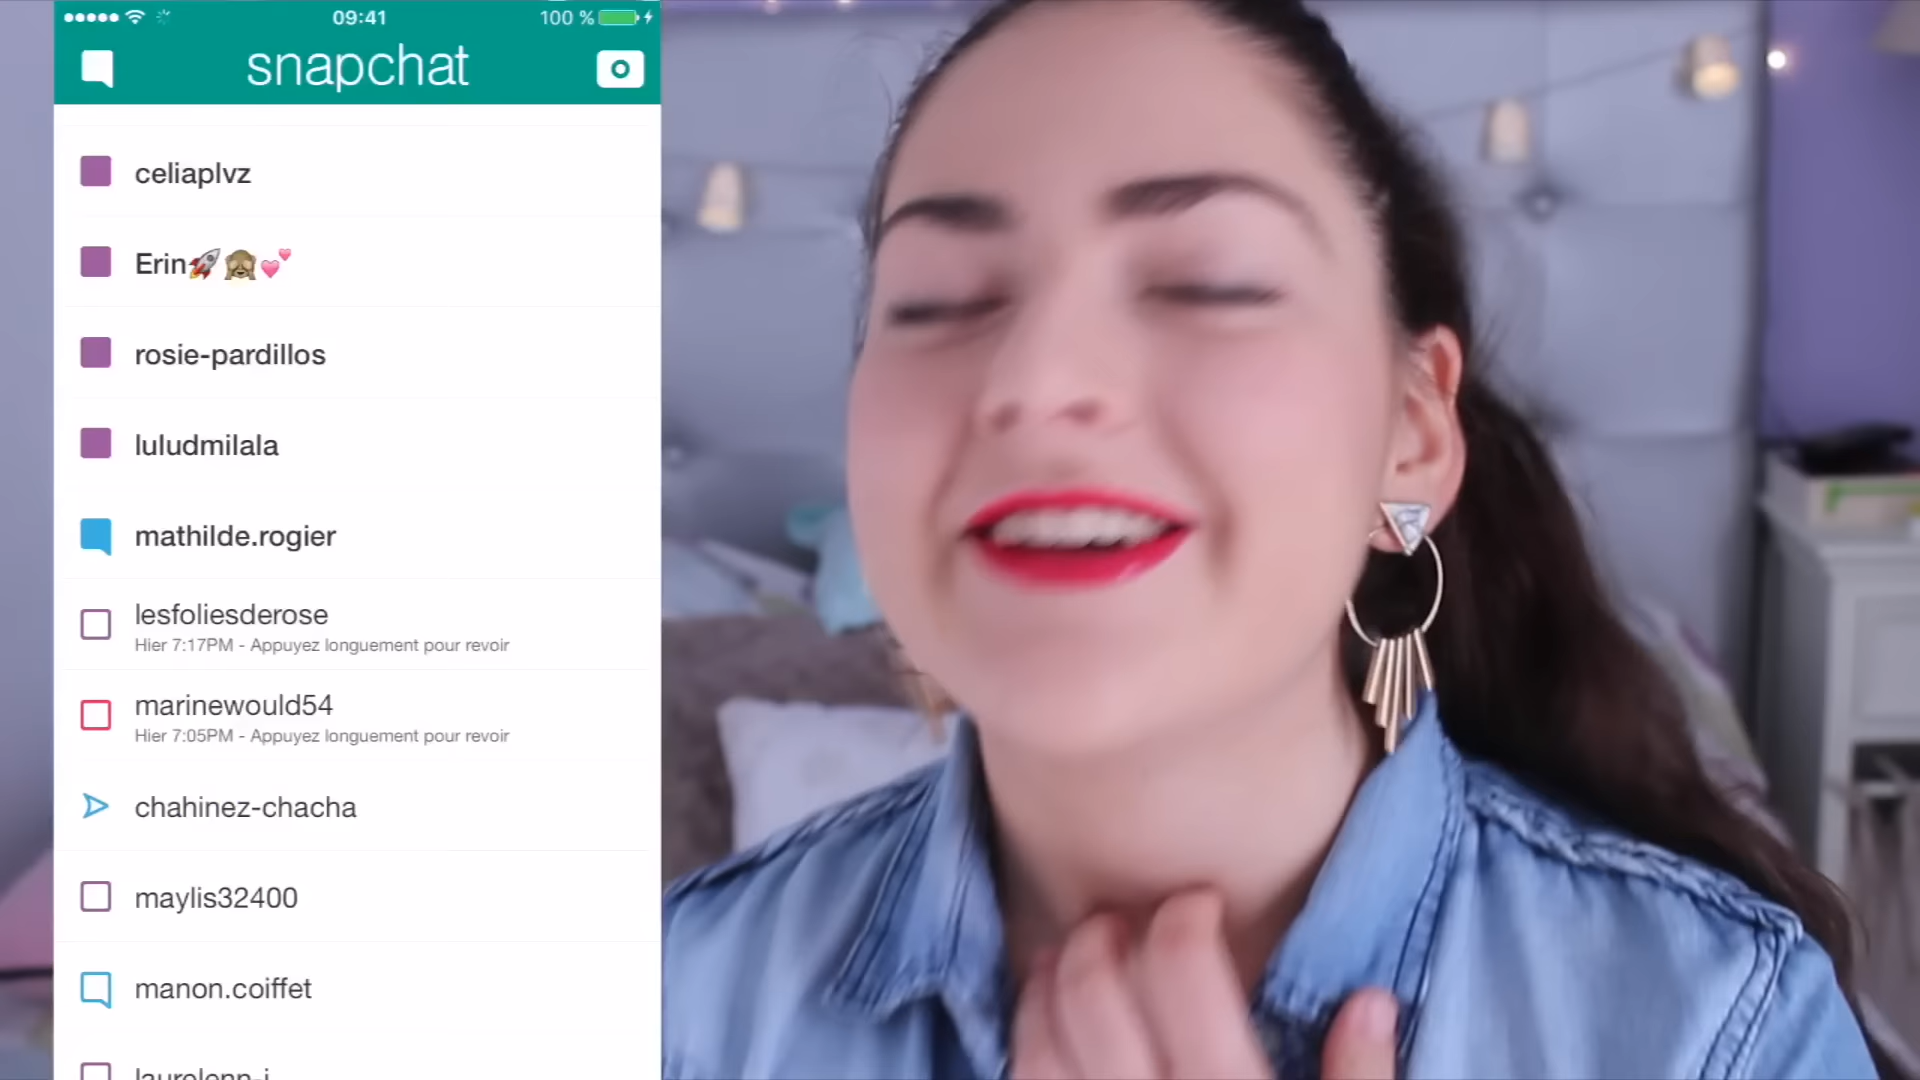 09:41
100 %
snapchat
celiaplvz
Erin🚀🙈💕
rosie-pardillos
luludmilala
mathilde.rogier
lesfoliesderose
Hier 7:17PM - Appuyez longuement pour revoir
marinewould54
Hier 7:05PM - Appuyez longuement pour revoir
chahinez-chacha
maylis32400
manon.coiffet